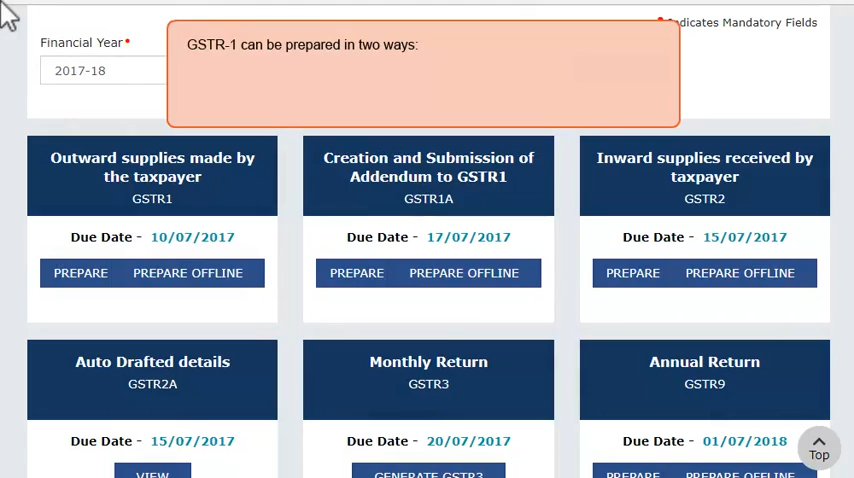 Indicates Mandatory Fields
Financial Year•
2017-18
GSTR-1 can be prepared in two ways:
Outward supplies made by
the taxpayer
GSTR1
Due Date - 10/07/2017
PREPARE PREPARE OFFLINE
Creation and Submission of
Addendum to GSTR1
GSTR1A
Due Date - 17/07/2017
PREPARE PREPARE OFFLINE
Inward supplies received by
taxpayer
GSTR2
Due Date - 15/07/2017
PREPARE PREPARE OFFLINE
Auto Drafted details
GSTR2A
Due Date - 15/07/2017
VIEW
Monthly Return
GSTR3
Due Date - 20/07/2017
GENERATE GSTR3
Annual Return
GSTR9
Due Date - 01/07/2018
PREPARE PREPARE OFFLINE
Top